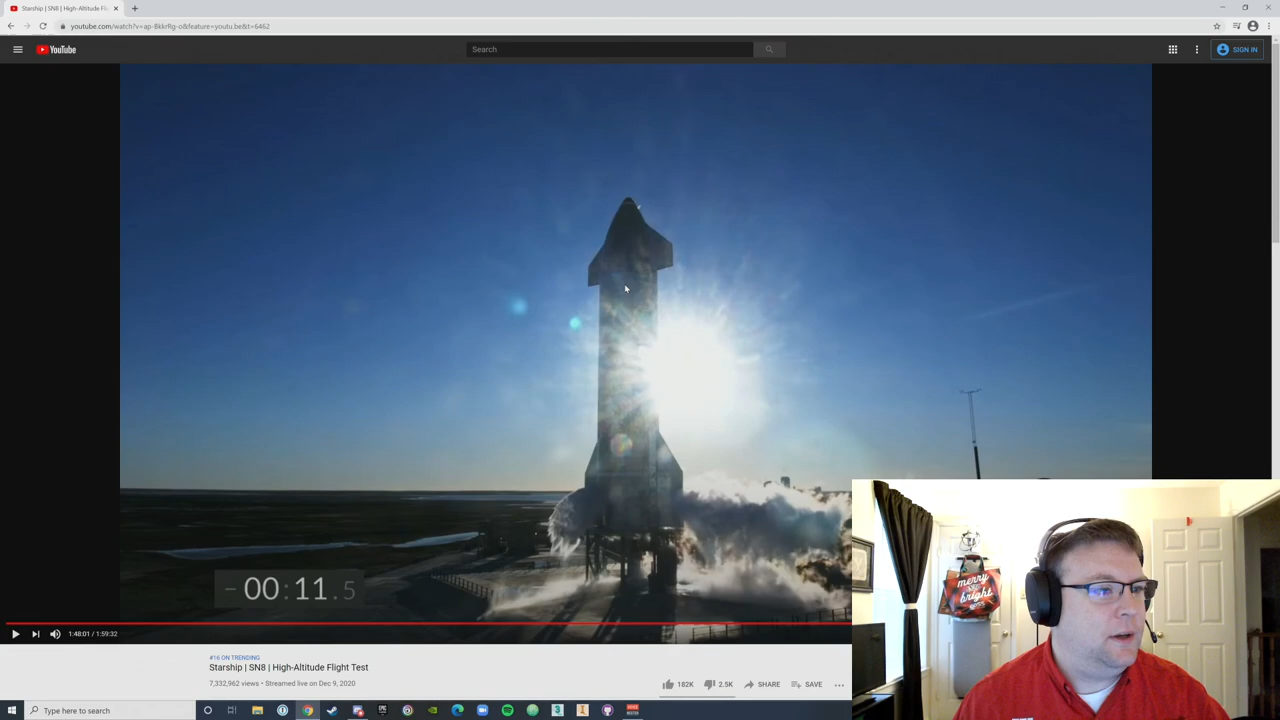 Starship | SN8 | High-Altitude Fli
youtube.com/watch?v=ap-BkkrRg-o&feature=youtu.be&t=6462
YouTube
Search
SIGN IN
- 00:11.5
merry
bright
1:48:01 / 1:59:32
#16 ON TRENDING
Starship | SN8 | High-Altitude Flight Test
7,332,962 views • Streamed live on Dec 9, 2020
182K
2.5K
SHARE
SAVE
Type here to search